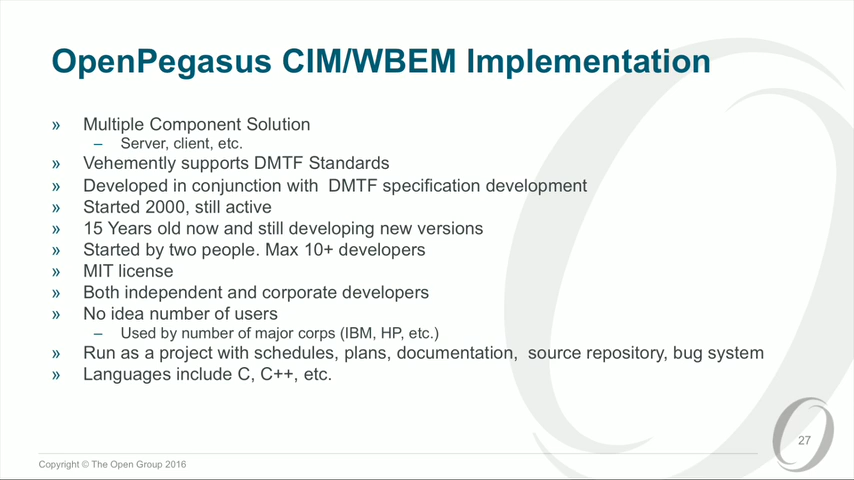 OpenPegasus CIM/WBEM Implementation
» Multiple Component Solution
– Server, client, etc.
» Vehemently supports DMTF Standards
» Developed in conjunction with  DMTF specification development
» Started 2000, still active
» 15 Years old now and still developing new versions
» Started by two people. Max 10+ developers
» MIT license
» Both independent and corporate developers
» No idea number of users
– Used by number of major corps (IBM, HP, etc.)
» Run as a project with schedules, plans, documentation,  source repository, bug system
» Languages include C, C++, etc.
27
Copyright © The Open Group 2016